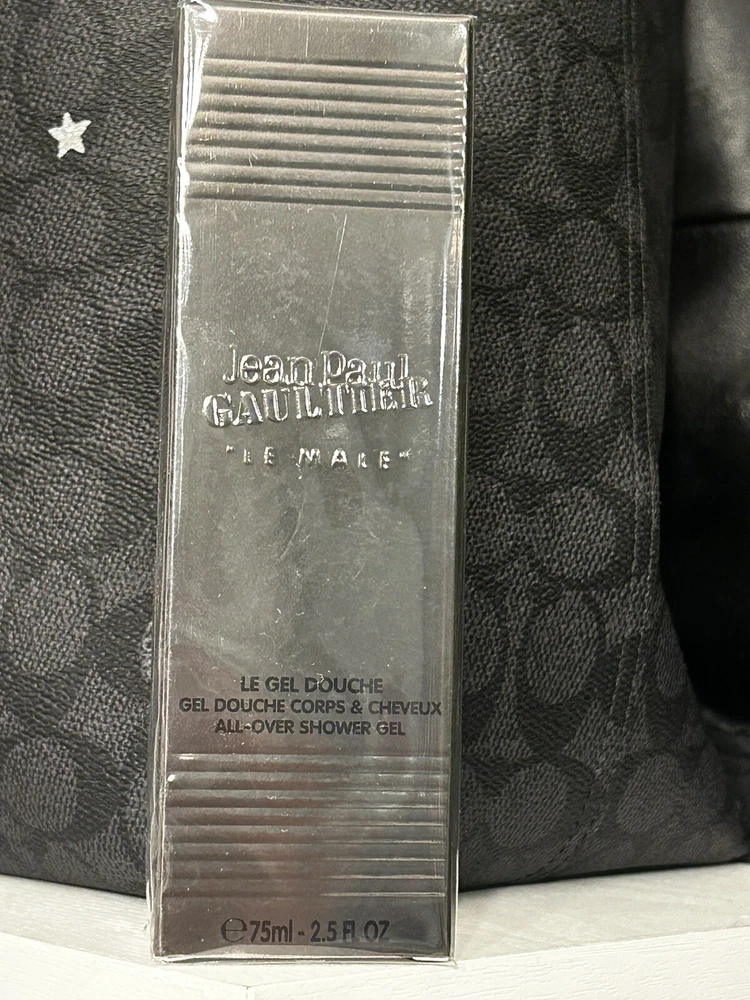 Jean Paul
GAULTIER
"LE MALE"
LE GEL DOUCHE
GEL DOUCHE CORPS & CHEVEUX
ALL-OVER SHOWER GEL
℮75ml - 2.5 Fl OZ